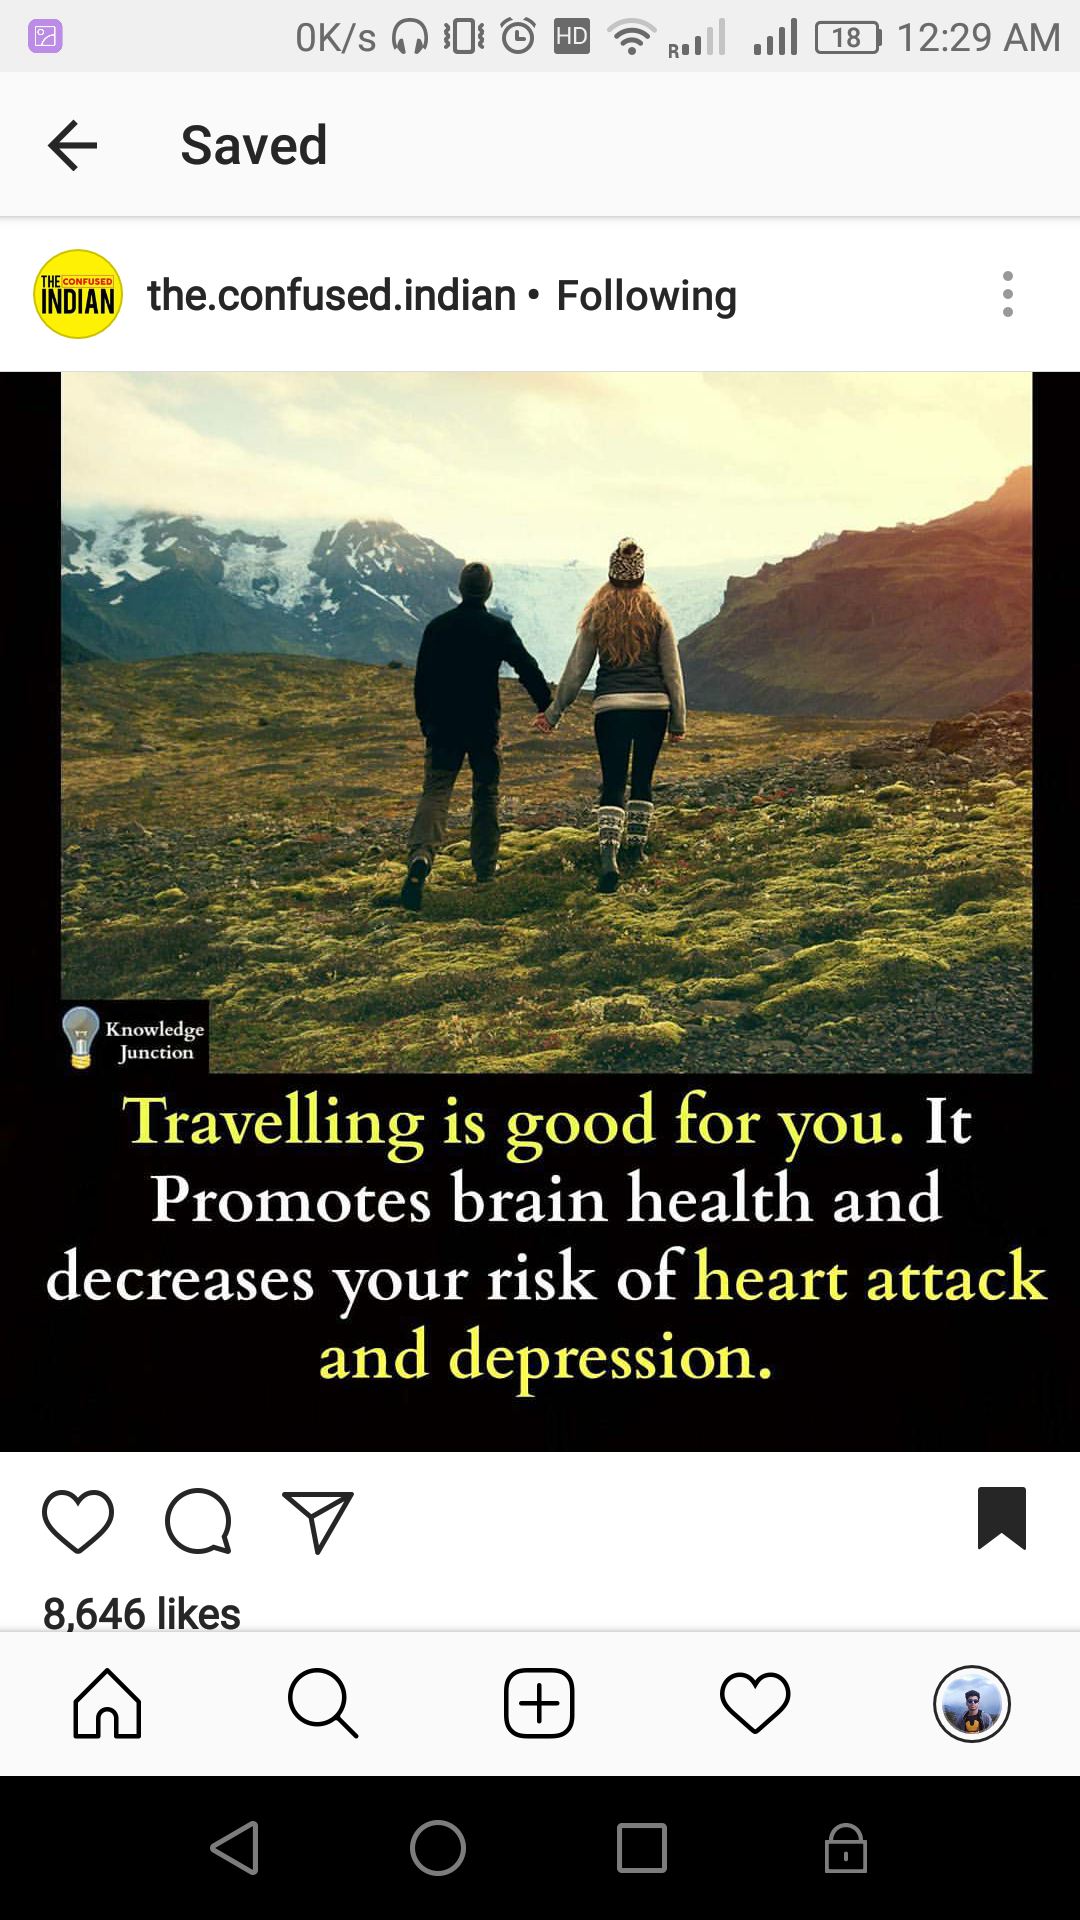 0K/s HD R 18 12:29 AM
Saved
THE CONFUSED
INDIAN
the.confused.indian • Following
Knowledge
Junction
Travelling is good for you. It
Promotes brain health and
decreases your risk of heart attack
and depression.
8,646 likes